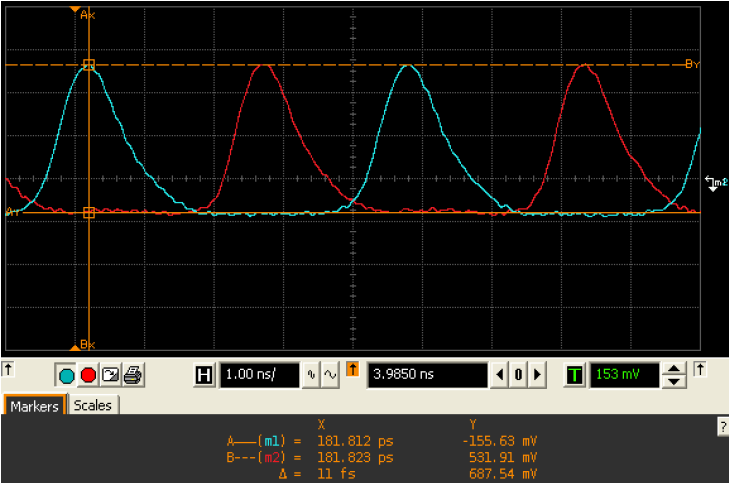 Ax
By
A
m2
Bx
H 1.00 ns/ 3.9850 ns 0 T 153 mV
Markers Scales
?
X Y
A——(m1) = 181.812 ps -155.63 mV
B---(m2) = 181.823 ps 531.91 mV
Δ = 11 fs 687.54 mV